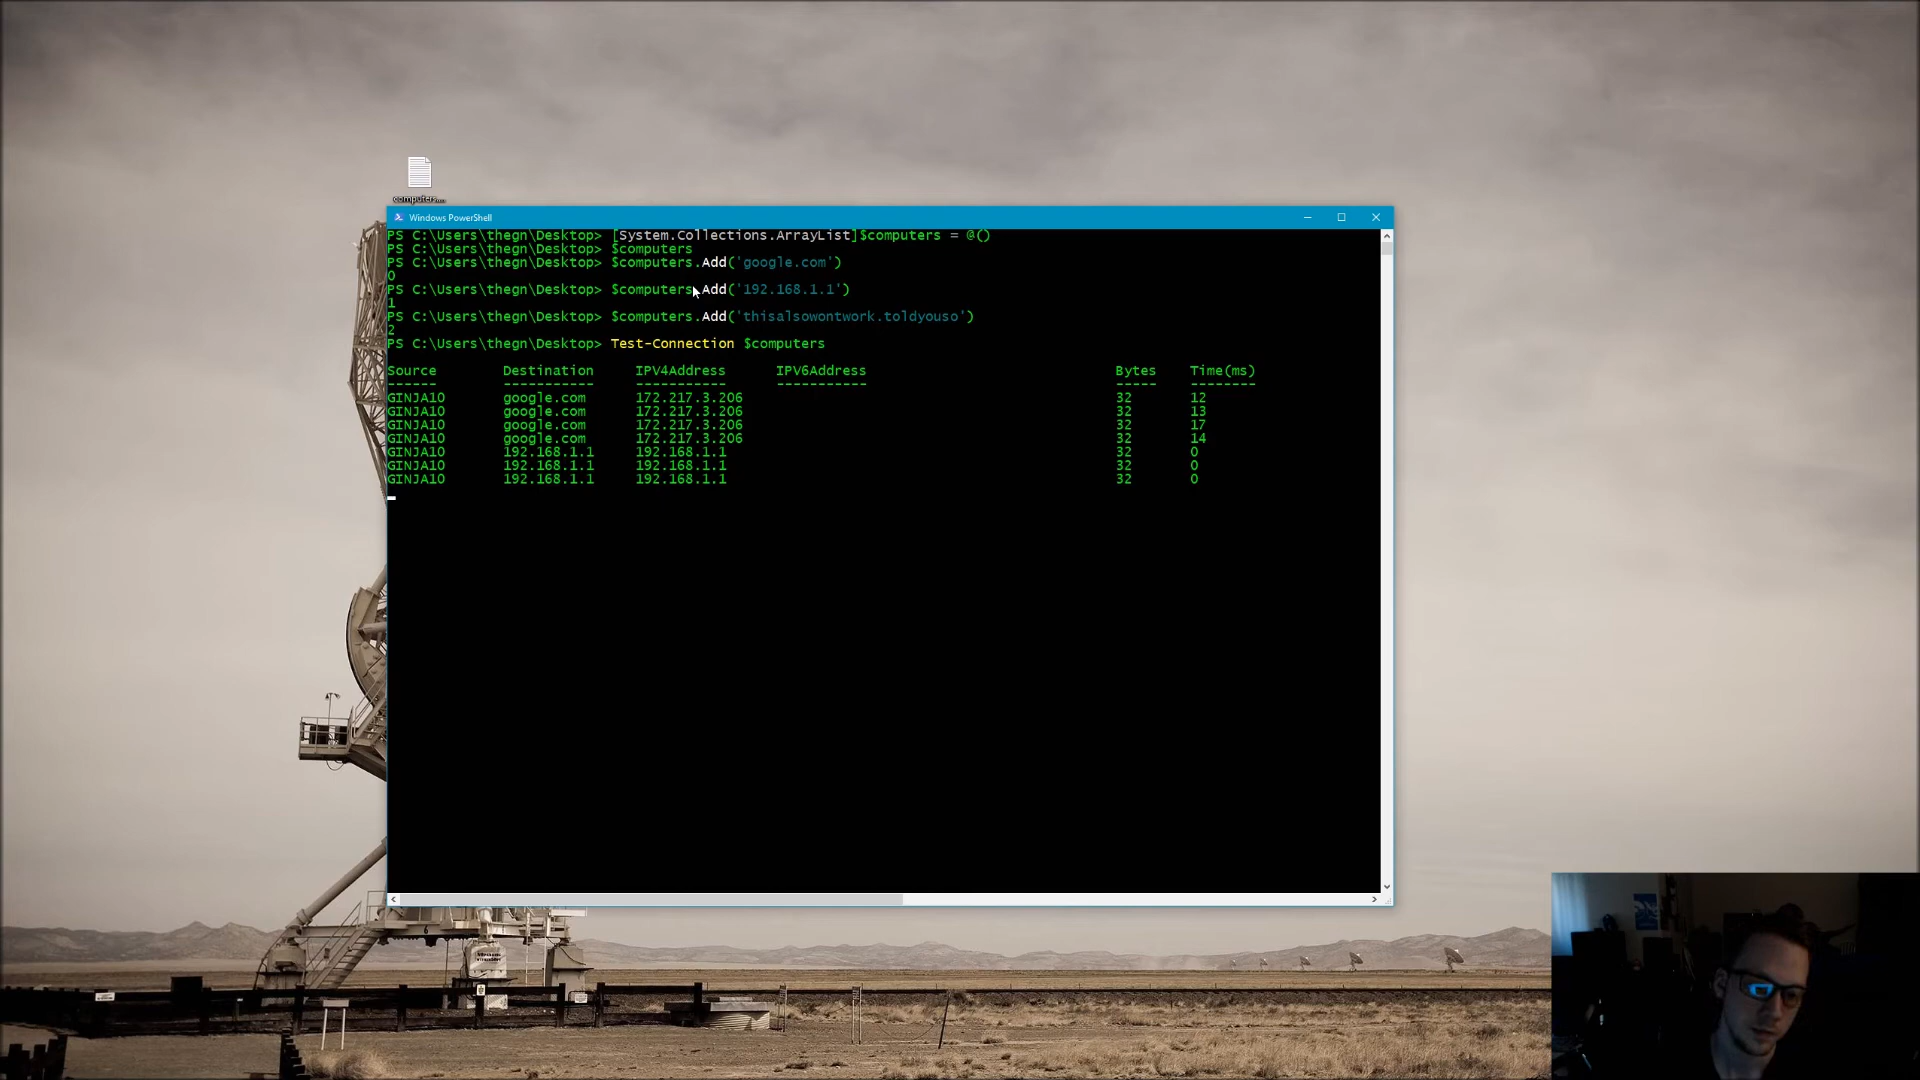 computers....
Windows PowerShell
PS C:\Users\thegn\Desktop> [System.Collections.ArrayList]$computers = @()
PS C:\Users\thegn\Desktop> $computers
PS C:\Users\thegn\Desktop> $computers.Add('google.com')
0
PS C:\Users\thegn\Desktop> $computers.Add('192.168.1.1')
1
PS C:\Users\thegn\Desktop> $computers.Add('thisalsowontwork.toldyouso')
2
PS C:\Users\thegn\Desktop> Test-Connection $computers
Source Destination IPV4Address IPV6Address Bytes Time(ms)
------ ----------- ----------- ----------- ----- --------
GINJA10 google.com 172.217.3.206 32 12
GINJA10 google.com 172.217.3.206 32 13
GINJA10 google.com 172.217.3.206 32 17
GINJA10 google.com 172.217.3.206 32 14
GINJA10 192.168.1.1 192.168.1.1 32 0
GINJA10 192.168.1.1 192.168.1.1 32 0
GINJA10 192.168.1.1 192.168.1.1 32 0
6